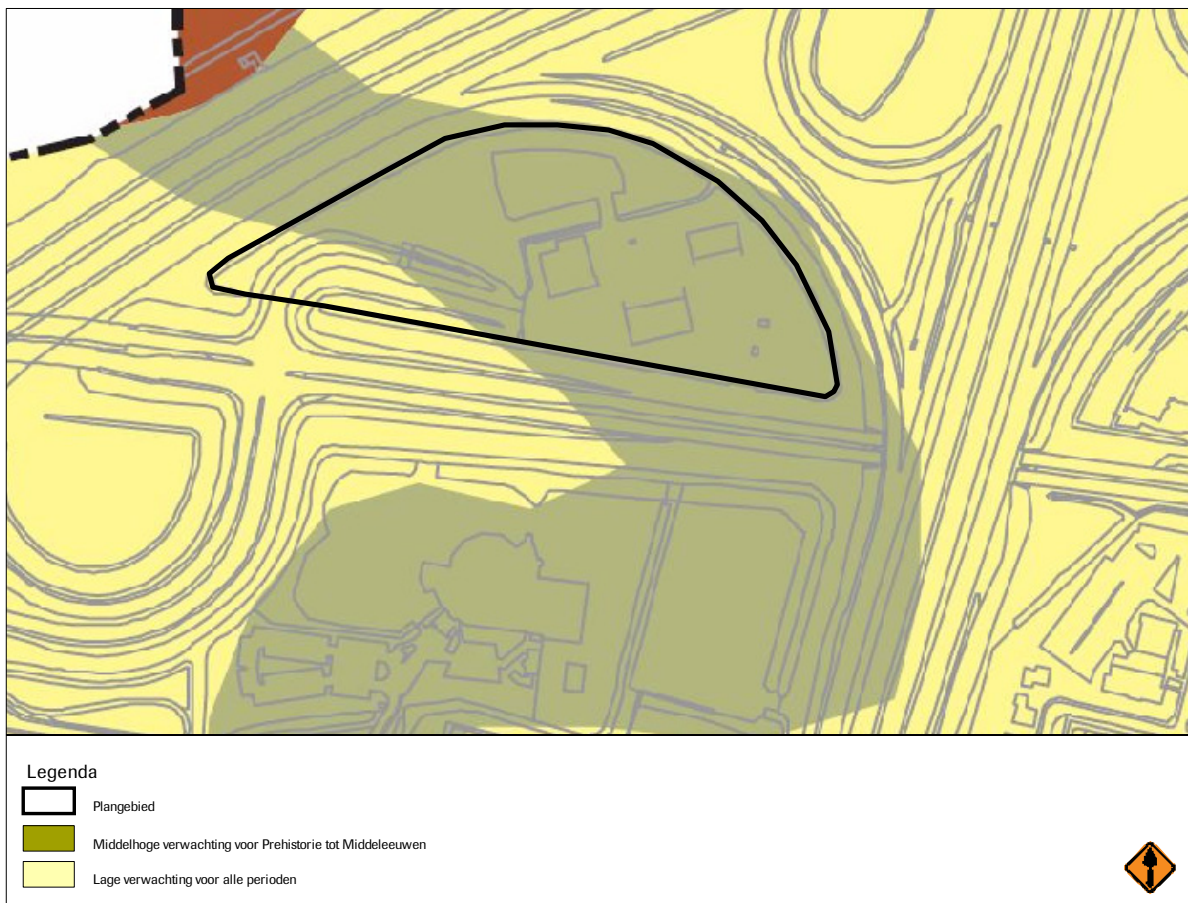 Legenda
Plangebied
Middelhoge verwachting voor Prehistorie tot Middeleeuwen
Lage verwachting voor alle perioden